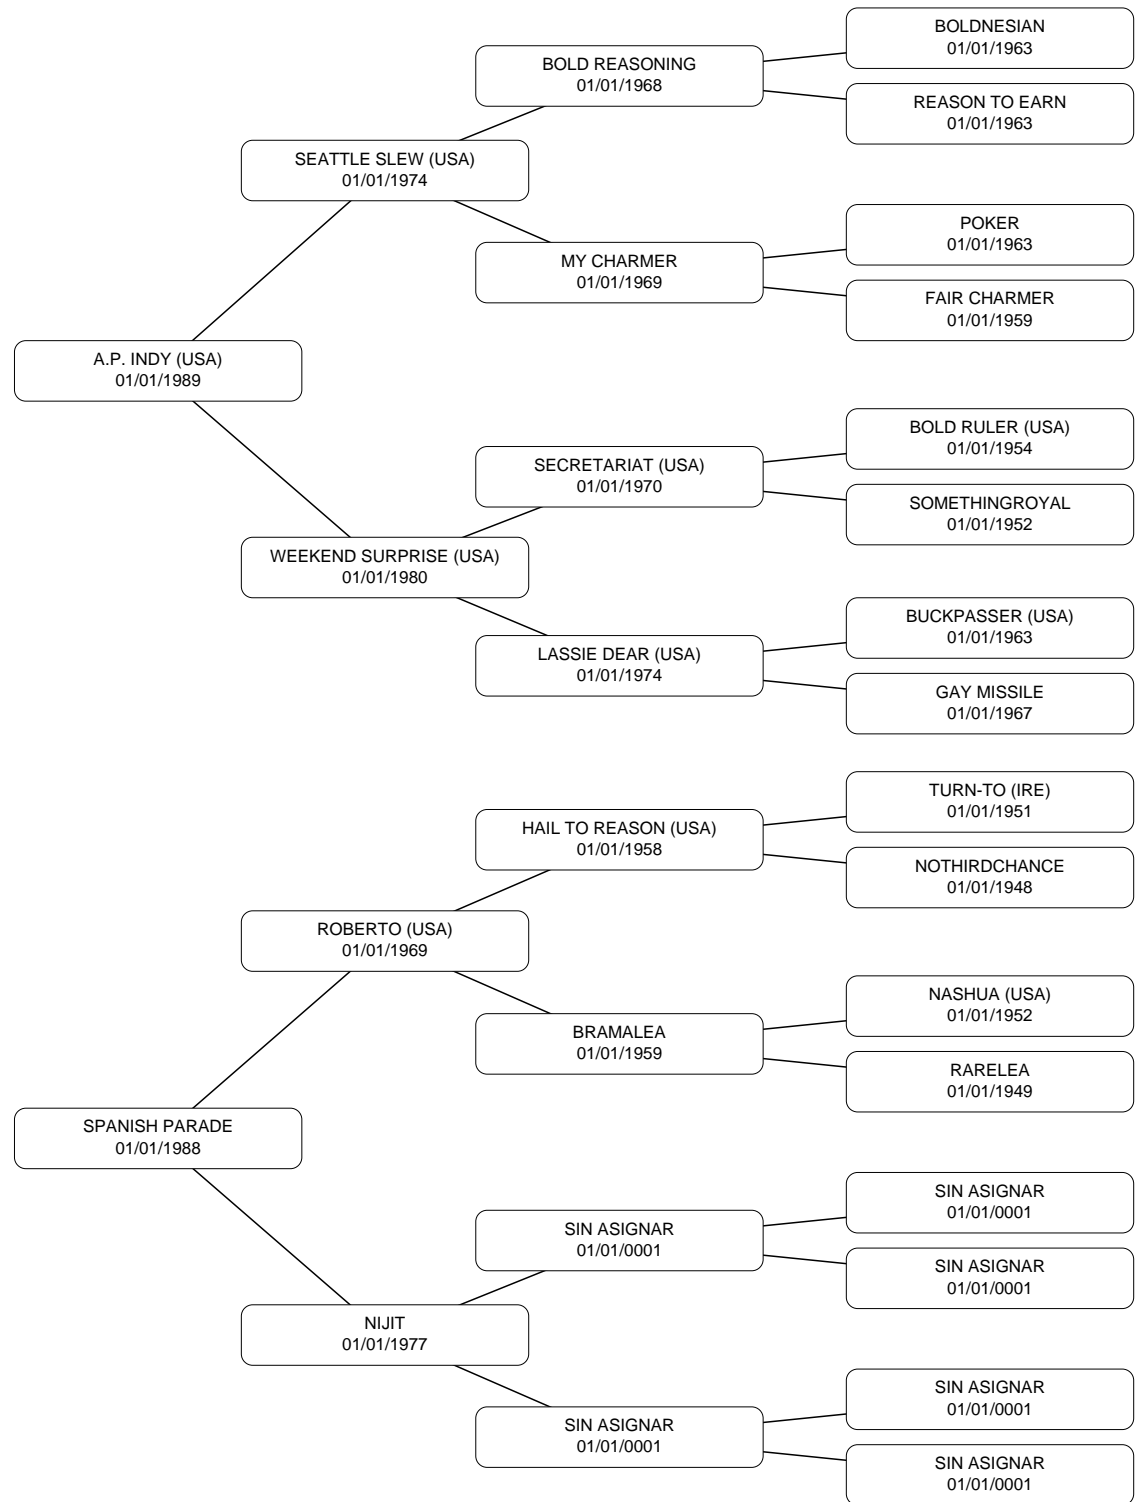 BOLDNESIAN
01/01/1963
BOLD REASONING
01/01/1968
REASON TO EARN
01/01/1963
SEATTLE SLEW (USA)
01/01/1974
POKER
01/01/1963
MY CHARMER
01/01/1969
FAIR CHARMER
01/01/1959
A.P. INDY (USA)
01/01/1989
BOLD RULER (USA)
01/01/1954
SECRETARIAT (USA)
01/01/1970
SOMETHINGROYAL
01/01/1952
WEEKEND SURPRISE (USA)
01/01/1980
BUCKPASSER (USA)
01/01/1963
LASSIE DEAR (USA)
01/01/1974
GAY MISSILE
01/01/1967
TURN-TO (IRE)
01/01/1951
HAIL TO REASON (USA)
01/01/1958
NOTHIRDCHANCE
01/01/1948
ROBERTO (USA)
01/01/1969
NASHUA (USA)
01/01/1952
BRAMALEA
01/01/1959
RARELEA
01/01/1949
SPANISH PARADE
01/01/1988
SIN ASIGNAR
01/01/0001
SIN ASIGNAR
01/01/0001
SIN ASIGNAR
01/01/0001
NIJIT
01/01/1977
SIN ASIGNAR
01/01/0001
SIN ASIGNAR
01/01/0001
SIN ASIGNAR
01/01/0001